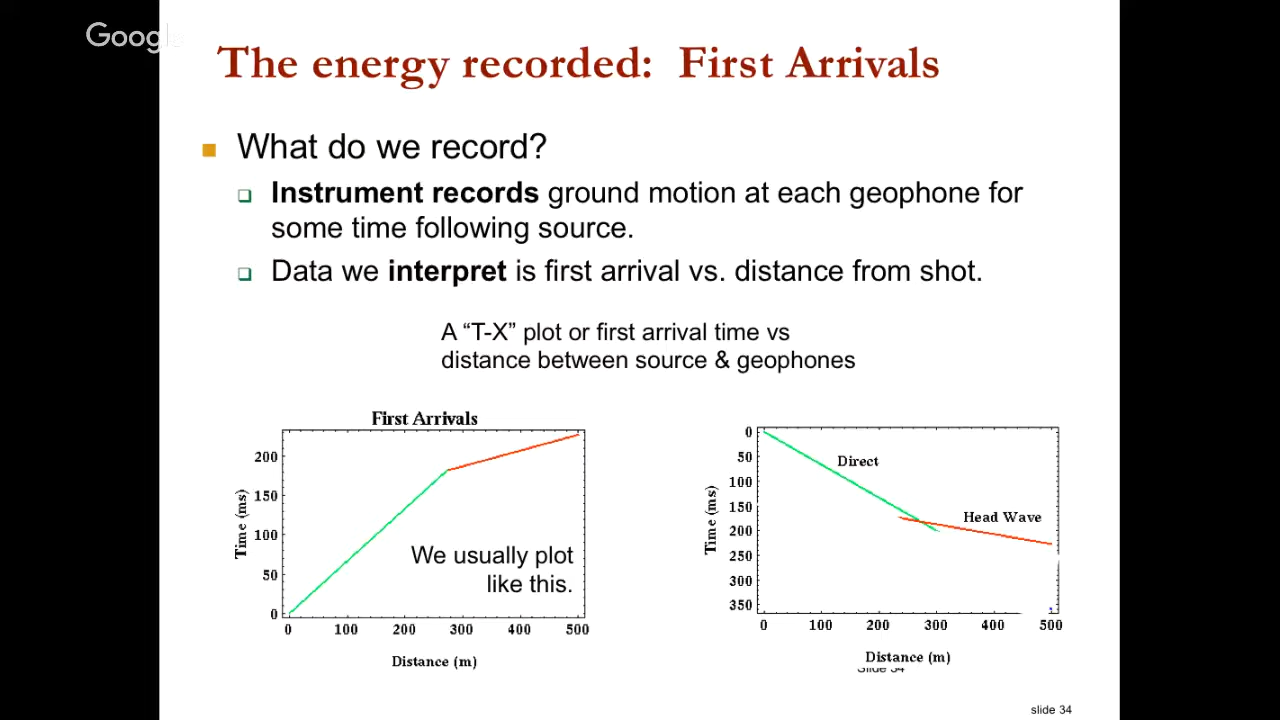 Google
The energy recorded: First Arrivals
What do we record?
Instrument records ground motion at each geophone for
some time following source.
Data we interpret is first arrival vs. distance from shot.
A “T-X” plot or first arrival time vs
distance between source & geophones
First Arrivals
200
150
100
50
0
Time (ms)
We usually plot
like this.
0 100 200 300 400 500
Distance (m)
0
50
100
150
200
250
300
350
Time (ms)
Direct
Head Wave
0 100 200 300 400 500
Distance (m)
Slide 34
slide 34